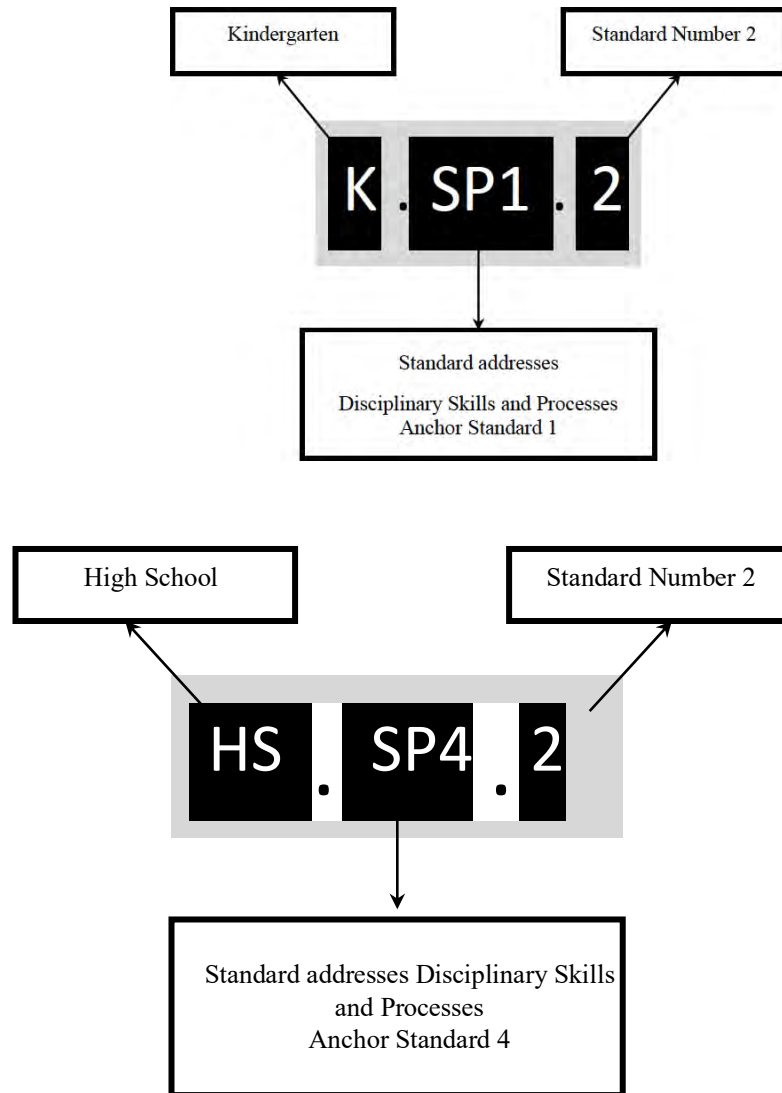 Kindergarten
Standard Number 2
K . SP1 . 2
Standard addresses
Disciplinary Skills and Processes
Anchor Standard 1
High School
Standard Number 2
HS . SP4 . 2
Standard addresses Disciplinary Skills
and Processes
Anchor Standard 4